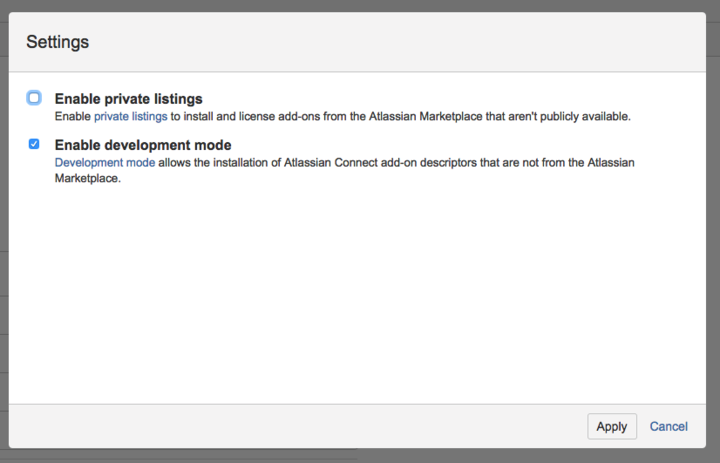 Settings
Enable private listings
Enable private listings to install and license add-ons from the Atlassian Marketplace that aren't publicly available.
Enable development mode
Development mode allows the installation of Atlassian Connect add-on descriptors that are not from the Atlassian
Marketplace.
Apply Cancel